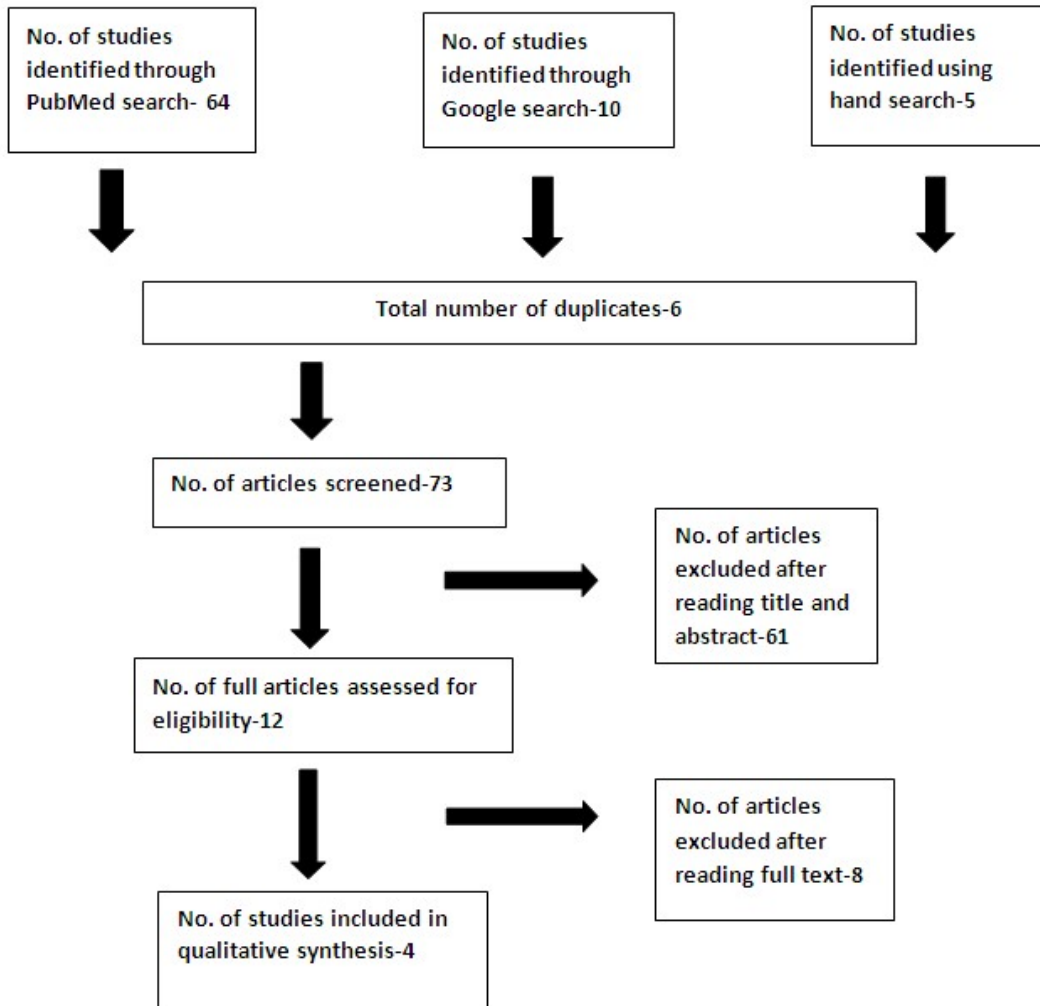 No. of studies
identified through
PubMed search- 64
No. of studies
identified through
Google search-10
No. of studies
identified using
hand search-5
Total number of duplicates-6
No. of articles screened-73
No. of articles
excluded after
reading title and
abstract-61
No. of full articles assessed for
eligibility-12
No. of articles
excluded after
reading full text-8
No. of studies included in
qualitative synthesis-4